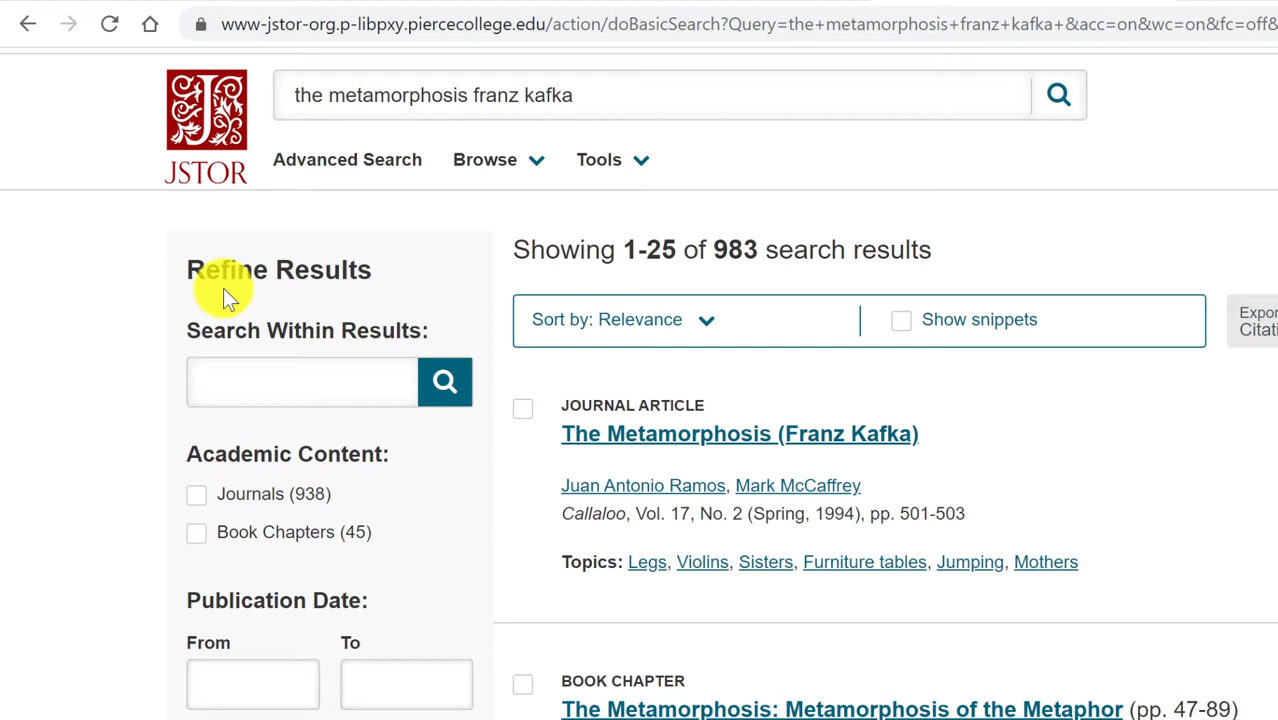 www-jstor-org.p-libpxy.piercecollege.edu/action/doBasicSearch?Query=the+metamorphosis+franz+kafka+&acc=on&wc=on&fc=off&
the metamorphosis franz kafka
JSTOR
Advanced Search Browse Tools
Refine Results
Search Within Results:
Academic Content:
Journals (938)
Book Chapters (45)
Publication Date:
From To
Showing 1-25 of 983 search results
Sort by: Relevance Show snippets
Expor
Citati
JOURNAL ARTICLE
The Metamorphosis (Franz Kafka)
Juan Antonio Ramos, Mark McCaffrey
Callaloo, Vol. 17, No. 2 (Spring, 1994), pp. 501-503
Topics: Legs, Violins, Sisters, Furniture tables, Jumping, Mothers
BOOK CHAPTER
The Metamorphosis: Metamorphosis of the Metaphor (pp. 47-89)